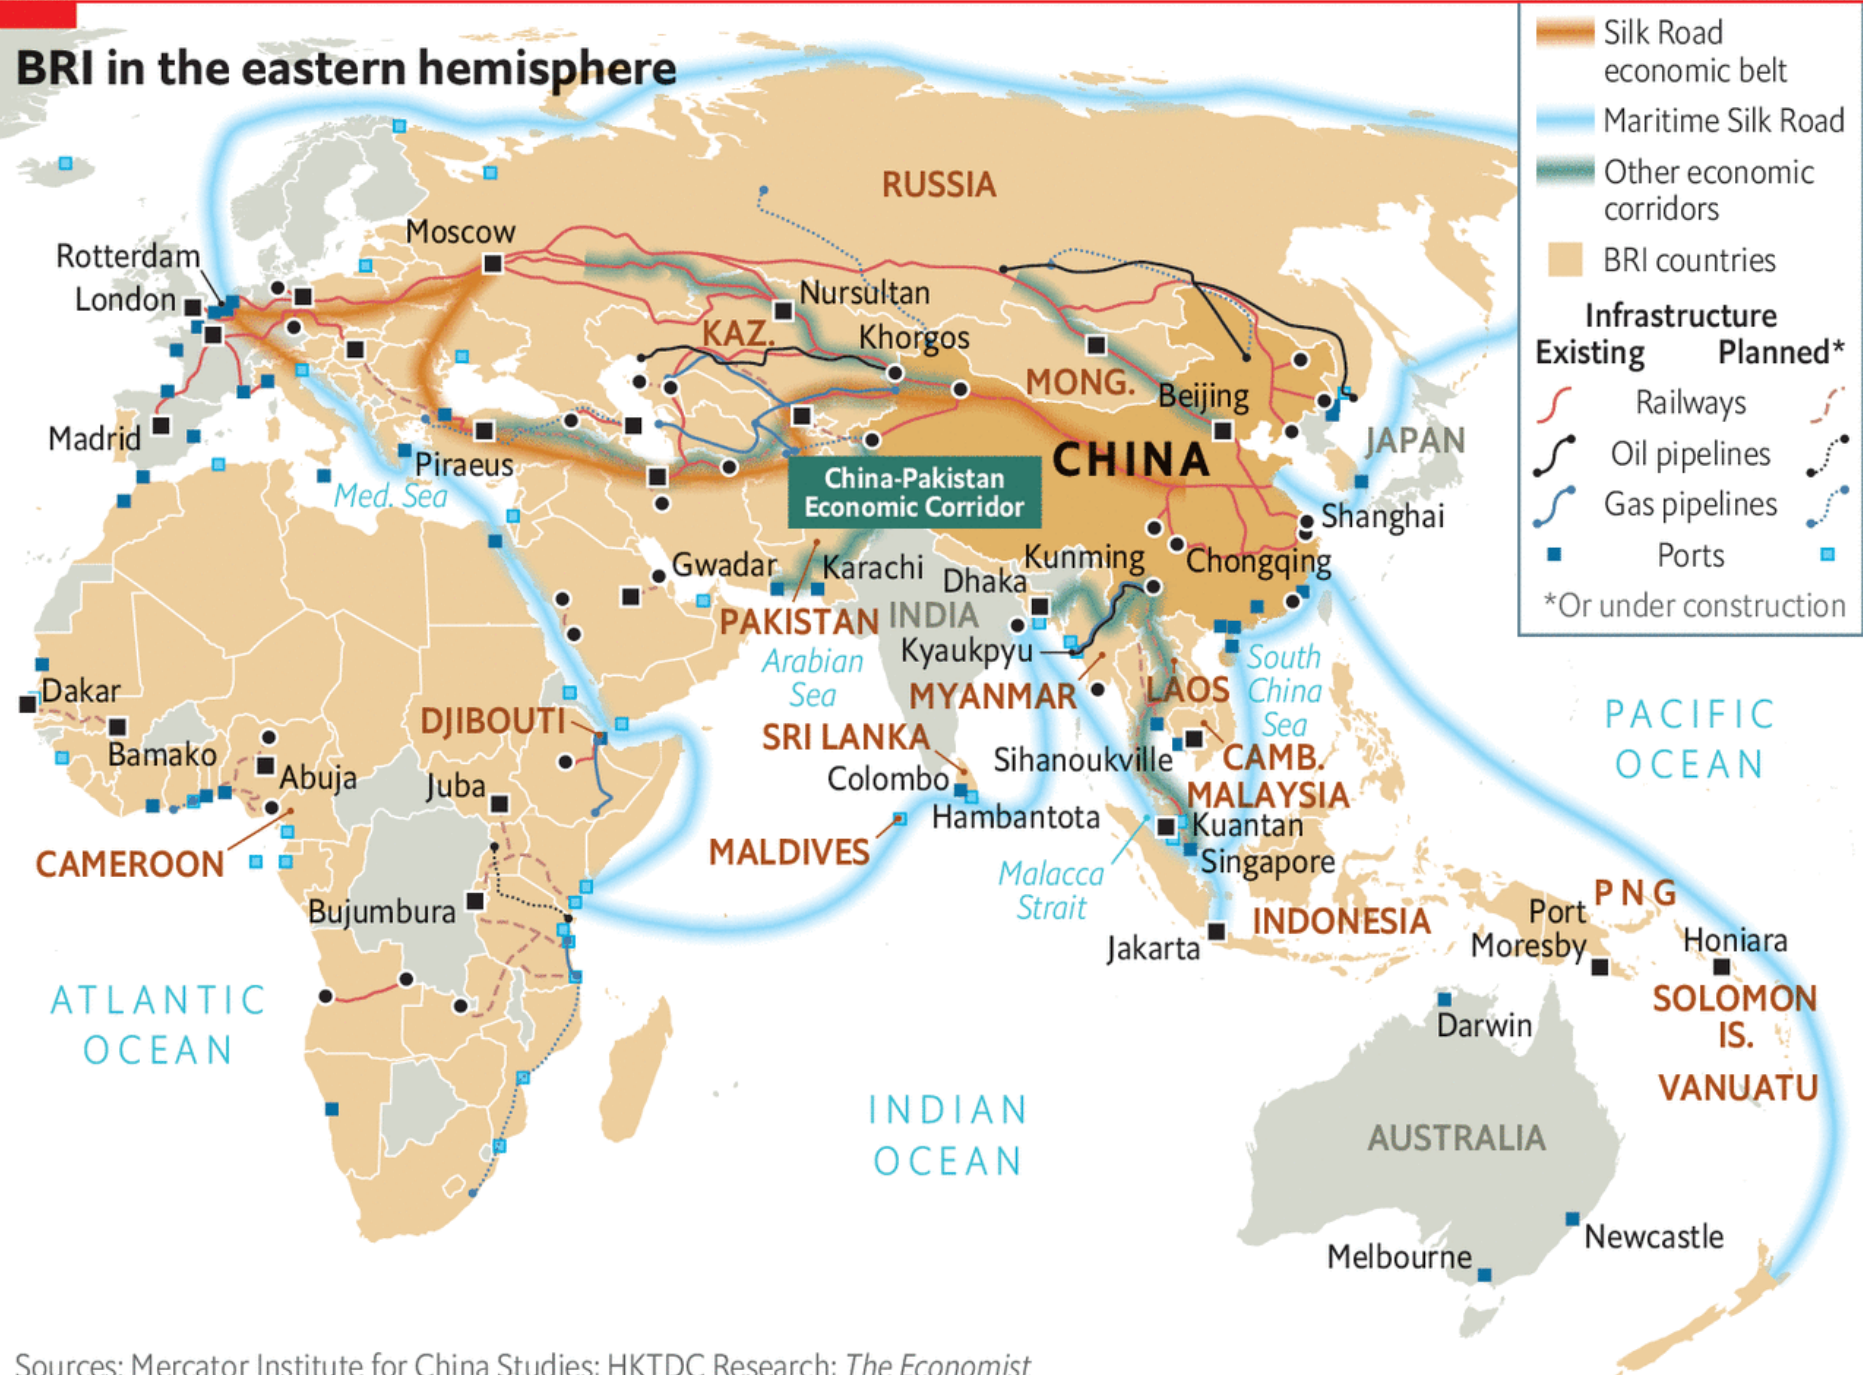 BRI in the eastern hemisphere
Silk Road
economic belt
Maritime Silk Road
Other economic
corridors
BRI countries
Infrastructure
Existing
Planned*
Railways
Oil pipelines
Gas pipelines
Ports
*Or under construction
RUSSIA
Moscow
Rotterdam
London
Nursultan
KAZ.
Khorgos
MONG.
Beijing
Madrid
Piraeus
CHINA
JAPAN
China-Pakistan
Economic Corridor
Med. Sea
Shanghai
Gwadar
Karachi
Kunming
Dhaka
Chongqing
PAKISTAN
INDIA
Kyaukpyu
Arabian
Sea
South
China
Sea
MYANMAR
LAOS
Dakar
DJIBOUTI
SRI LANKA
Bamako
Abuja
Juba
Colombo
Sihanoukville
CAMB.
PACIFIC
OCEAN
MALAYSIA
Hambantota
Kuantan
CAMEROON
MALDIVES
Malacca
Strait
Singapore
Bujumbura
INDONESIA
Jakarta
PNG
Port
Moresby
Honiara
ATLANTIC
OCEAN
SOLOMON
IS.
Darwin
VANUATU
INDIAN
OCEAN
AUSTRALIA
Newcastle
Melbourne
Sources: Mercator Institute for China Studies; HKTDC Research; The Economist